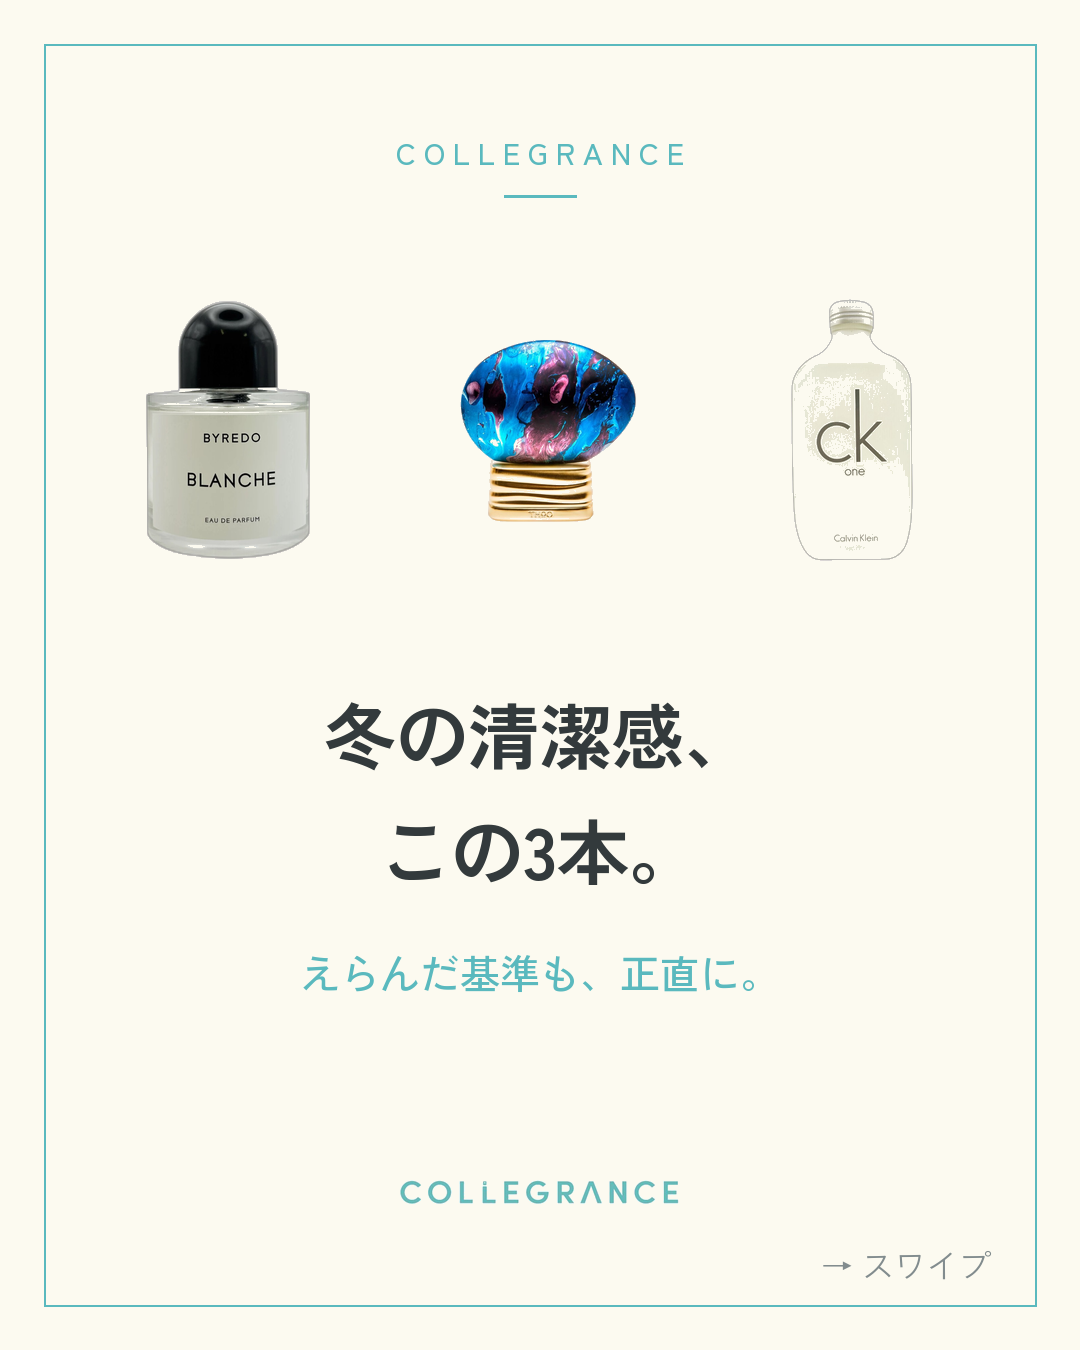 COLLEGRANCE
BYREDO
BLANCHE
EAU DE PARFUM
THOO
ck
one
Calvin Klein
冬の清潔感、
この3本。
えらんだ基準も、正直に。
COLLEGRANCE
→ スワイプ